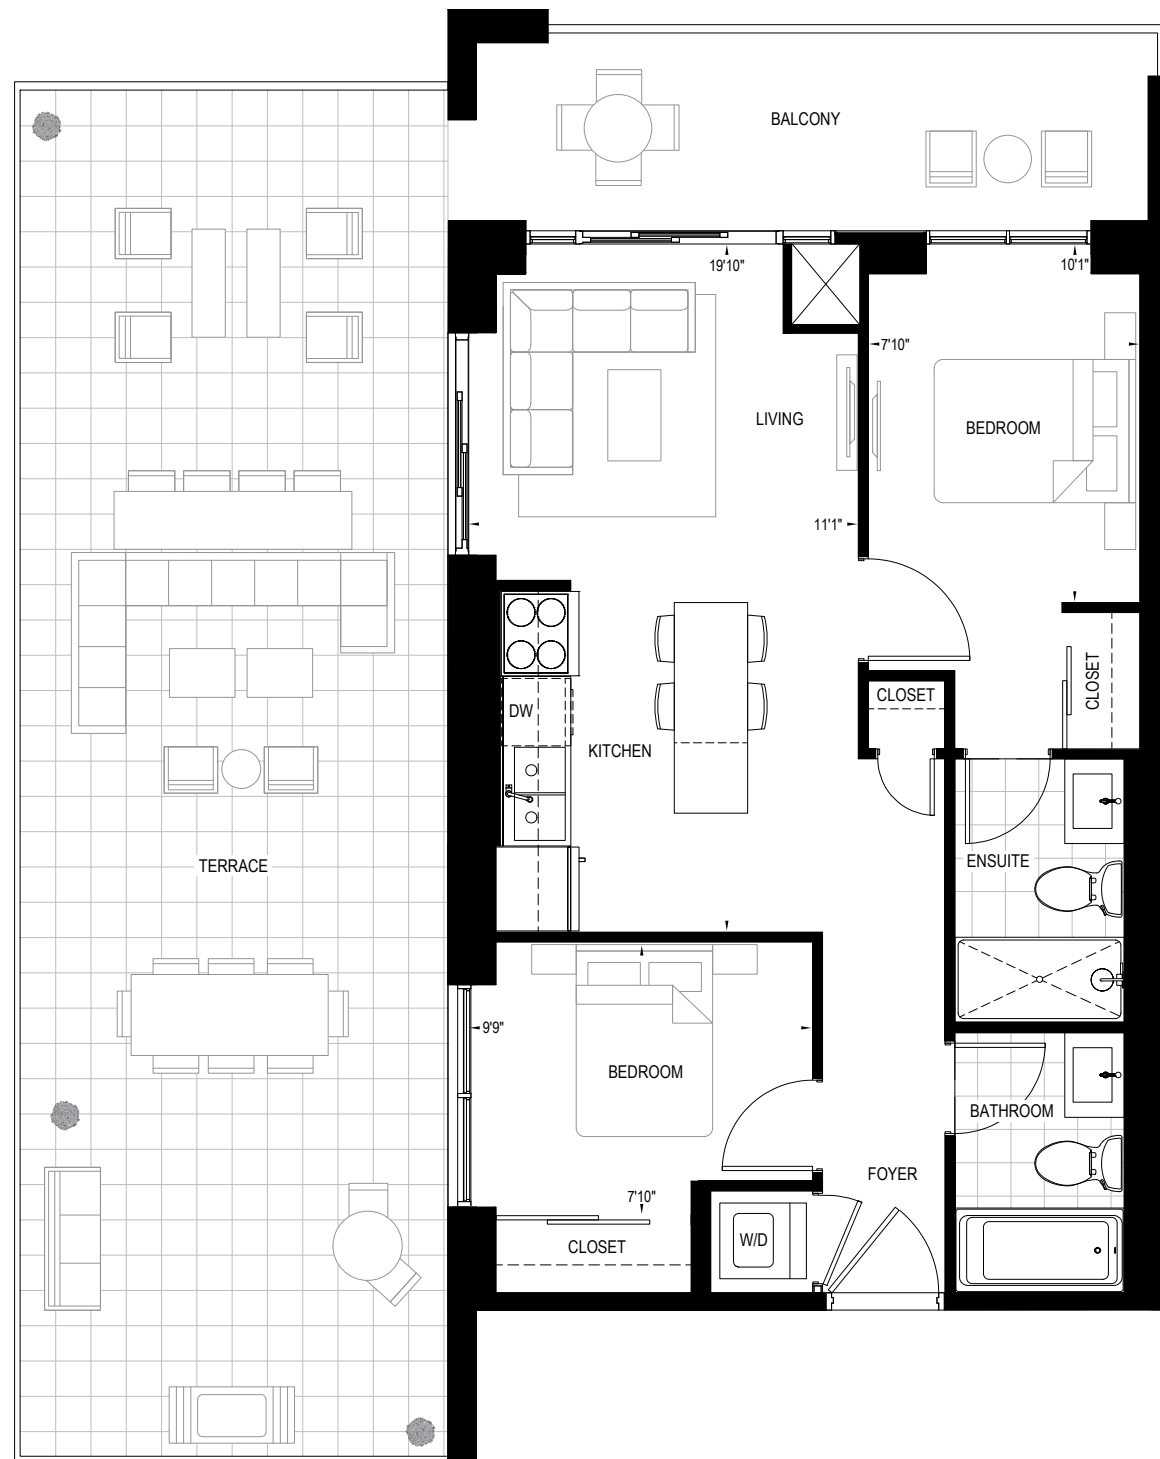 BALCONY
19'10"
10'1"
7'10"
LIVING
BEDROOM
11'1"
CLOSET
CLOSET
DW
KITCHEN
TERRACE
ENSUITE
9'9"
BEDROOM
BATHROOM
FOYER
7'10"
W/D
CLOSET